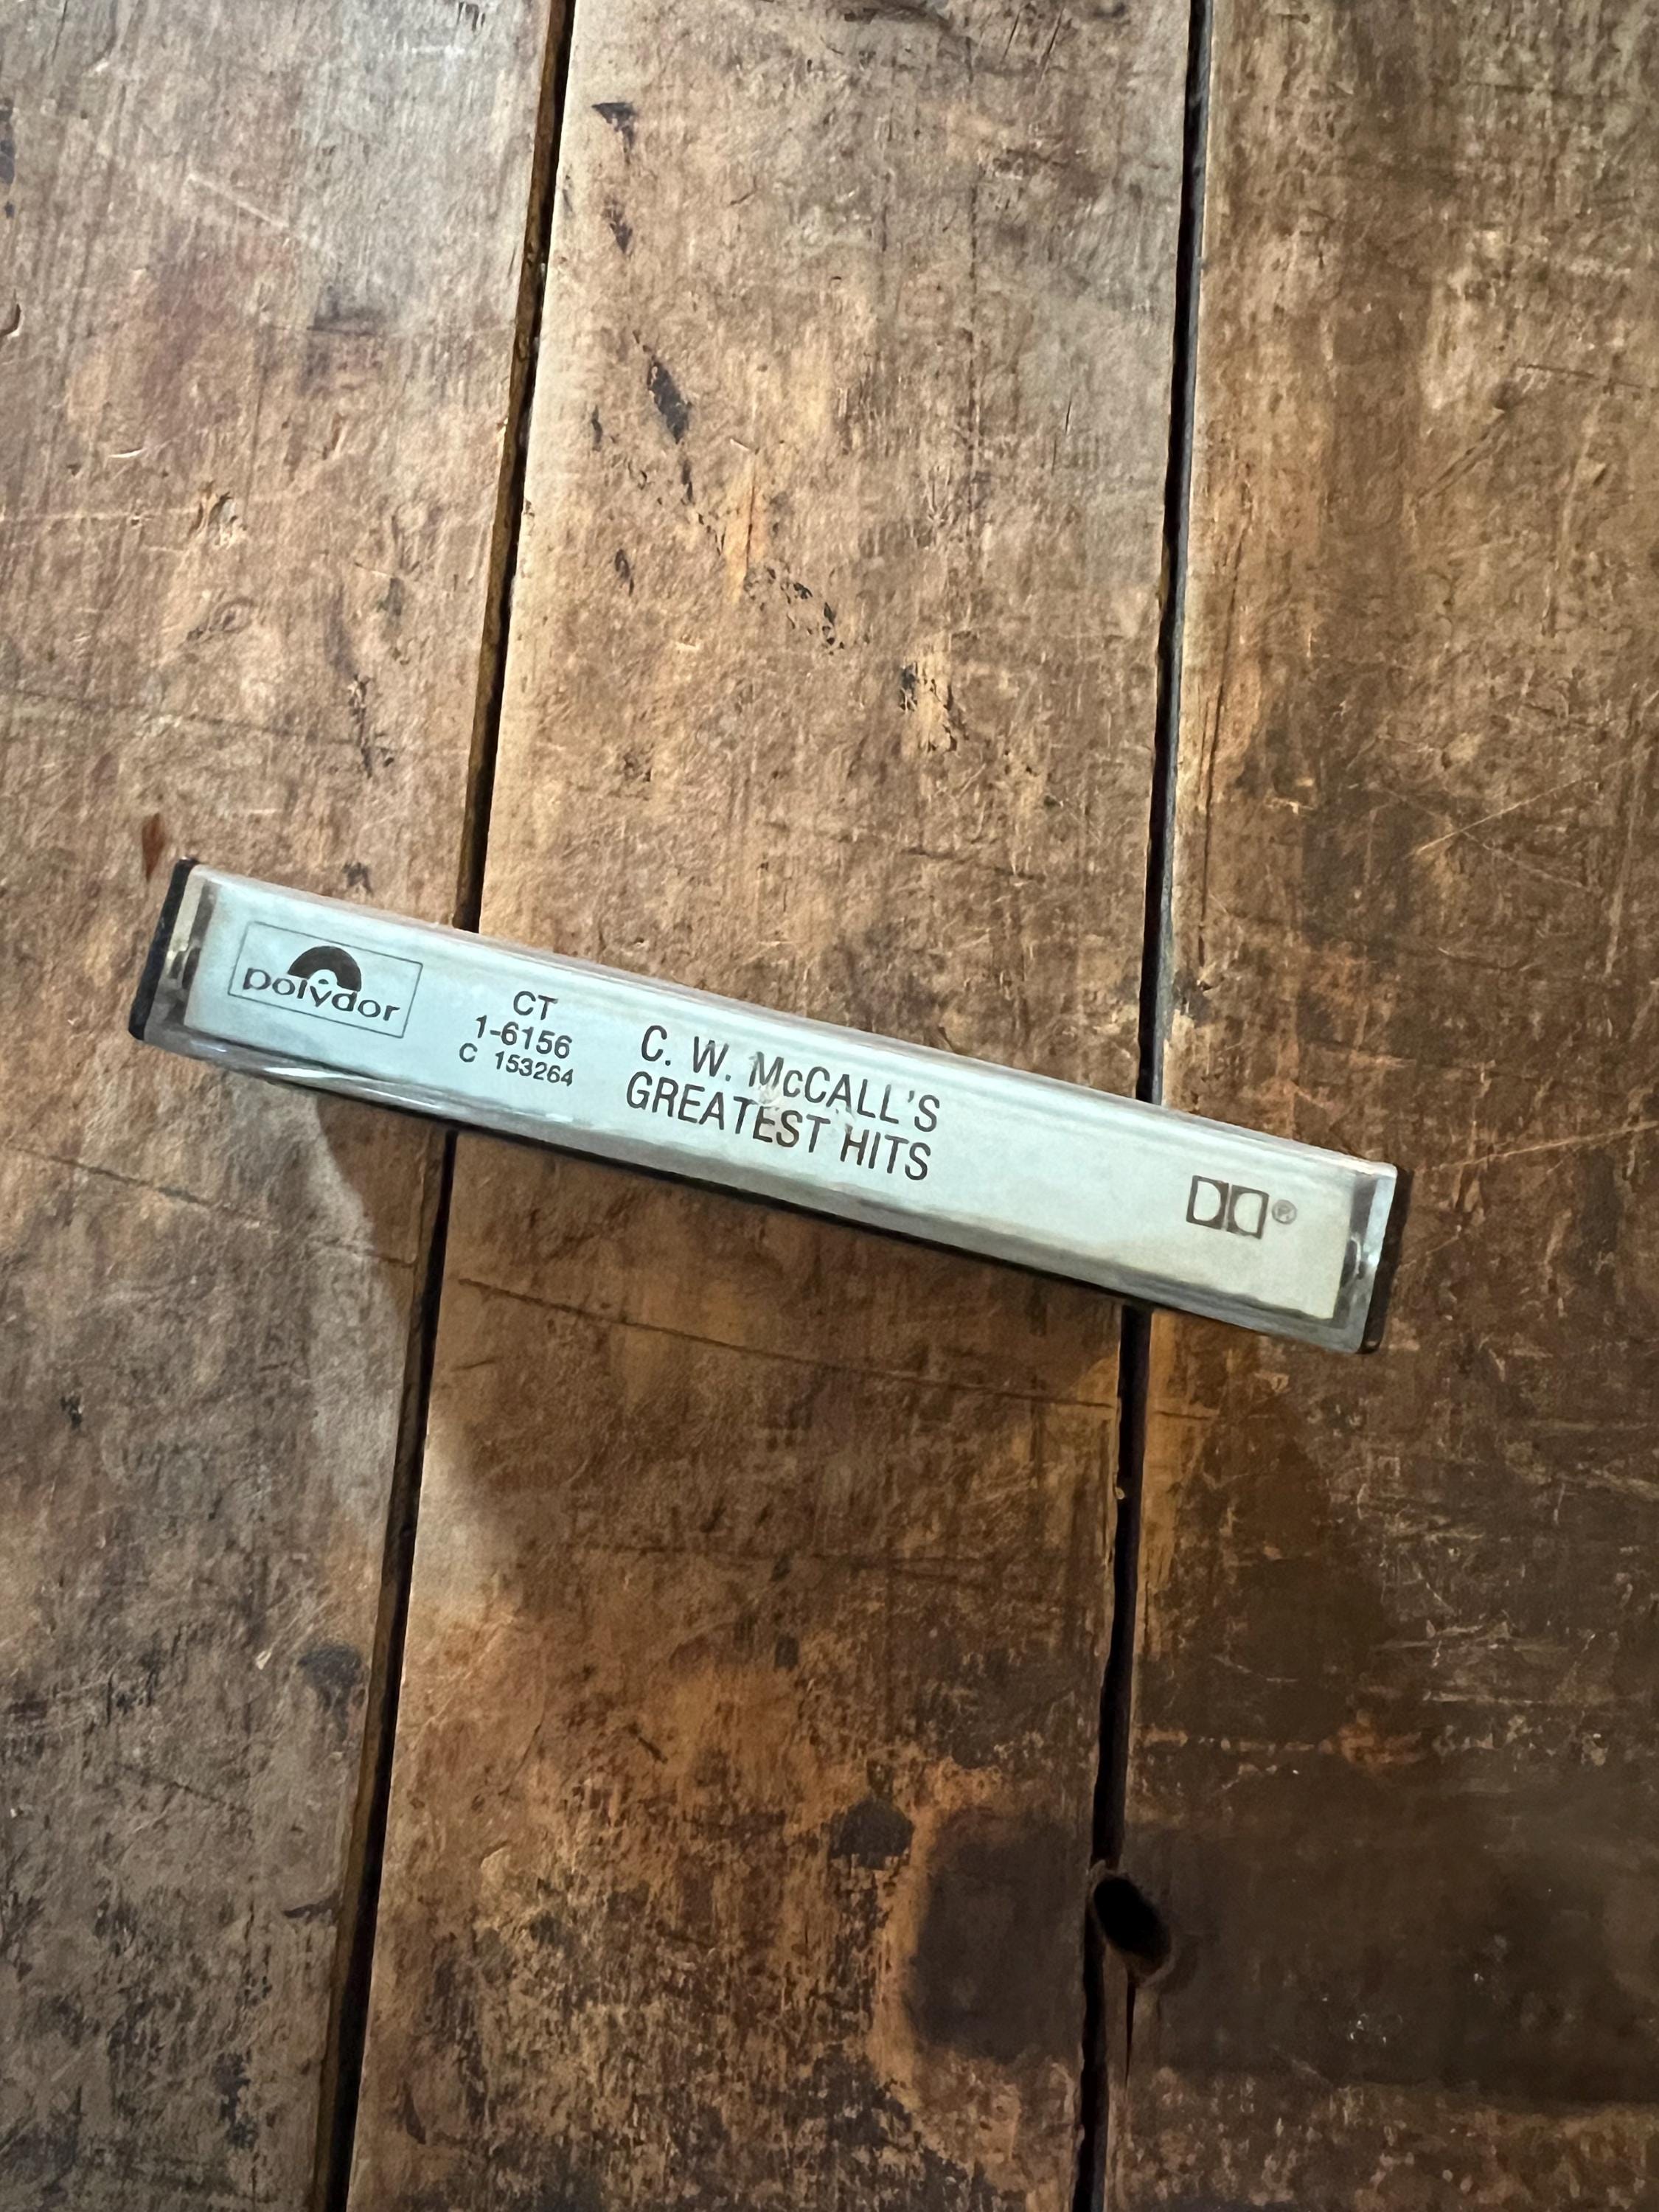 polydor
CT
1-6156
C 153264
C. W. McCALL'S
GREATEST HITS
®